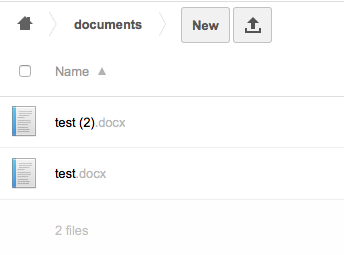 documents New
Name
test (2).docx
test.docx
2 files